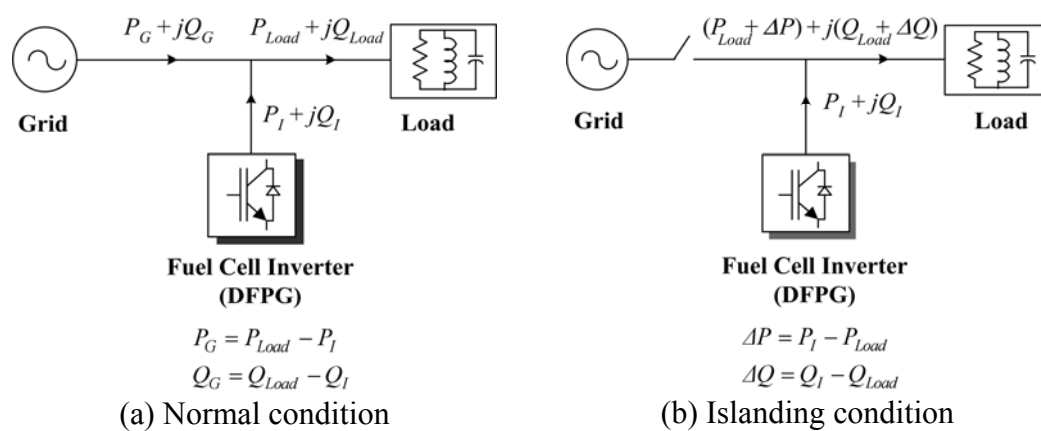 P_G + jQ_G
P_Load + jQ_Load
Grid
P_I + jQ_I
Load
Fuel Cell Inverter
(DFPG)
P_G = P_Load − P_I
Q_G = Q_Load − Q_I
(a) Normal condition
(P_Load + ΔP) + j(Q_Load + ΔQ)
Grid
P_I + jQ_I
Load
Fuel Cell Inverter
(DFPG)
ΔP = P_I − P_Load
ΔQ = Q_I − Q_Load
(b) Islanding condition